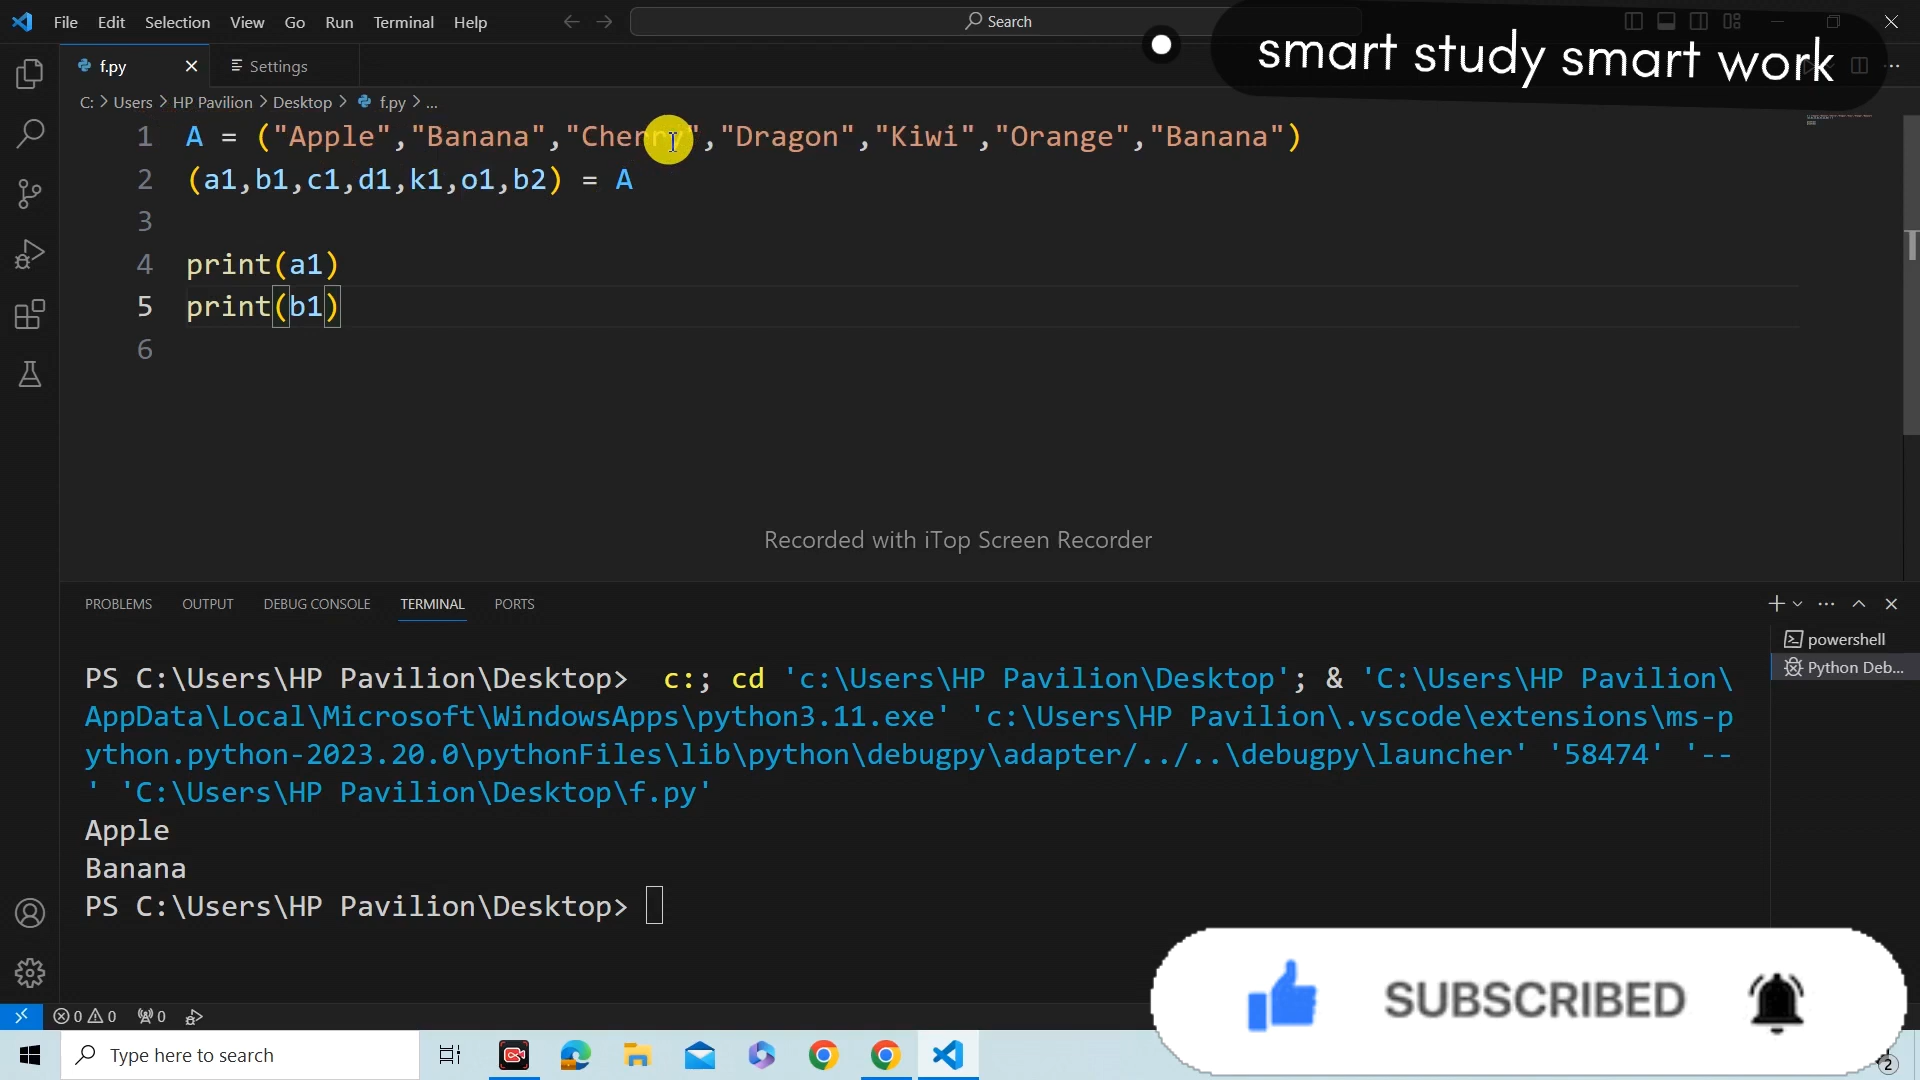 File Edit Selection View Go Run Terminal Help
Search
smart study smart work
f.py
Settings
C: > Users > HP Pavilion > Desktop > f.py > ...
1 A = ("Apple","Banana","Cherry","Dragon","Kiwi","Orange","Banana")
2 (a1,b1,c1,d1,k1,o1,b2) = A
3
4 print(a1)
5 print(b1)
6
Recorded with iTop Screen Recorder
PROBLEMS OUTPUT DEBUG CONSOLE TERMINAL PORTS
powershell
Python Deb...
PS C:\Users\HP Pavilion\Desktop>  c:; cd 'c:\Users\HP Pavilion\Desktop'; & 'C:\Users\HP Pavilion\
AppData\Local\Microsoft\WindowsApps\python3.11.exe' 'c:\Users\HP Pavilion\.vscode\extensions\ms-p
ython.python-2023.20.0\pythonFiles\lib\python\debugpy\adapter/../..\debugpy\launcher' '58474' '--
' 'C:\Users\HP Pavilion\Desktop\f.py'
Apple
Banana
PS C:\Users\HP Pavilion\Desktop>
SUBSCRIBED
0 0 0
Type here to search
2